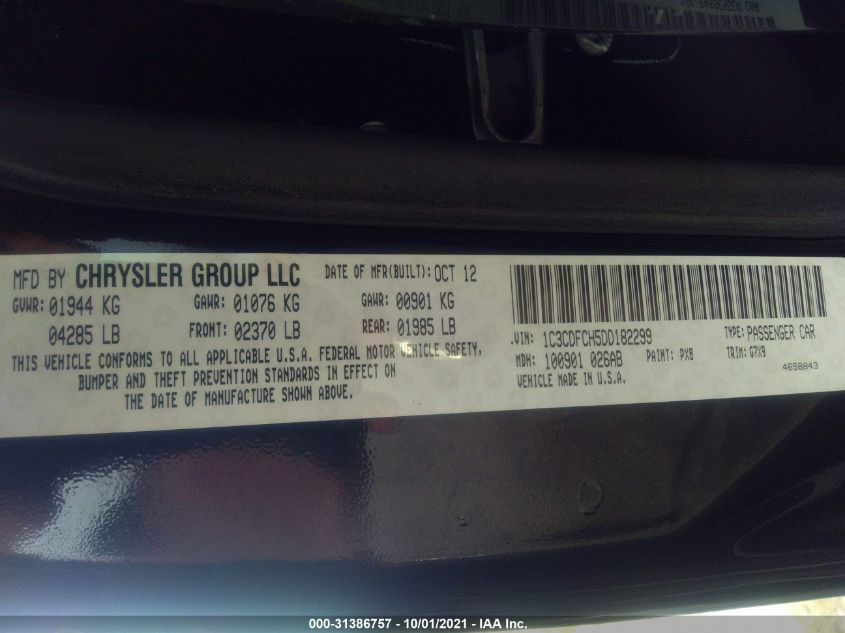 MFD BY CHRYSLER GROUP LLC DATE OF MFR(BUILT): OCT 12
GVWR: 01944 KG GAWR: 01076 KG GAWR: 00901 KG
04285 LB FRONT: 02370 LB REAR: 01985 LB
THIS VEHICLE CONFORMS TO ALL APPLICABLE U.S.A. FEDERAL MOTOR VEHICLE SAFETY,
BUMPER AND THEFT PREVENTION STANDARDS IN EFFECT ON
THE DATE OF MANUFACTURE SHOWN ABOVE.
VIN: 1C3CDFCH5DD182299 TYPE: PASSENGER CAR
MDH: 100901 026AB PAINT: PX8 TRIM: G7X9
VEHICLE MADE IN U.S.A. 4658843
000-31386757 - 10/01/2021 - IAA Inc.